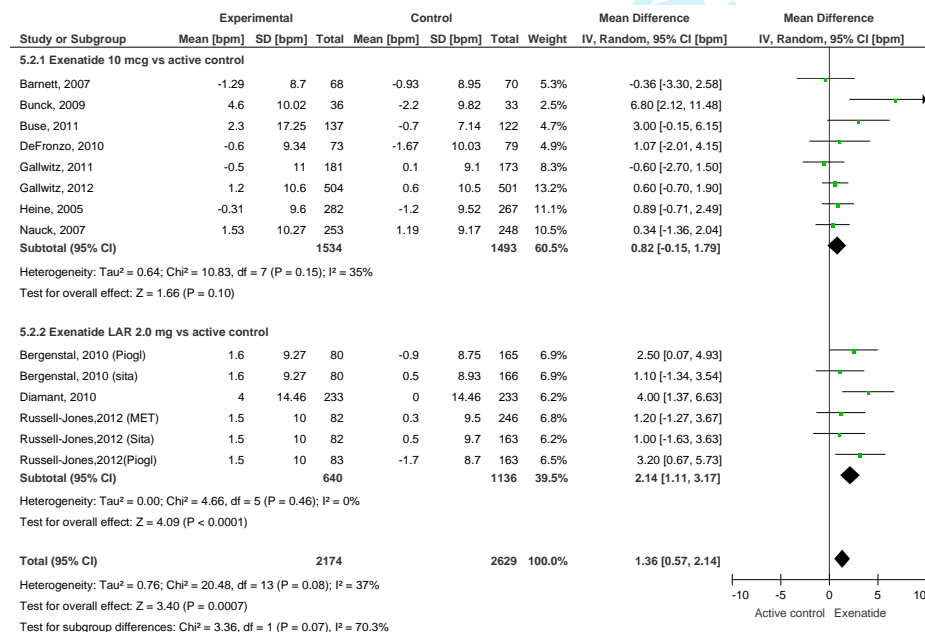 Experimental Control Mean Difference Mean Difference
Study or Subgroup Mean [bpm] SD [bpm] Total Mean [bpm] SD [bpm] Total Weight IV, Random, 95% CI [bpm] IV, Random, 95% CI [bpm]
5.2.1 Exenatide 10 mcg vs active control
Barnett, 2007 -1.29 8.7 68 -0.93 8.95 70 5.3% -0.36 [-3.30, 2.58]
Bunck, 2009 4.6 10.02 36 -2.2 9.82 33 2.5% 6.80 [2.12, 11.48]
Buse, 2011 2.3 17.25 137 -0.7 7.14 122 4.7% 3.00 [-0.15, 6.15]
DeFronzo, 2010 -0.6 9.34 73 -1.67 10.03 79 4.9% 1.07 [-2.01, 4.15]
Gallwitz, 2011 -0.5 11 181 0.1 9.1 173 8.3% -0.60 [-2.70, 1.50]
Gallwitz, 2012 1.2 10.6 504 0.6 10.5 501 13.2% 0.60 [-0.70, 1.90]
Heine, 2005 -0.31 9.6 282 -1.2 9.52 267 11.1% 0.89 [-0.71, 2.49]
Nauck, 2007 1.53 10.27 253 1.19 9.17 248 10.5% 0.34 [-1.36, 2.04]
Subtotal (95% CI) 1534 1493 60.5% 0.82 [-0.15, 1.79]
Heterogeneity: Tau² = 0.64; Chi² = 10.83, df = 7 (P = 0.15); I² = 35%
Test for overall effect: Z = 1.66 (P = 0.10)
5.2.2 Exenatide LAR 2.0 mg vs active control
Bergenstal, 2010 (Piogl) 1.6 9.27 80 -0.9 8.75 165 6.9% 2.50 [0.07, 4.93]
Bergenstal, 2010 (sita) 1.6 9.27 80 0.5 8.93 166 6.9% 1.10 [-1.34, 3.54]
Diamant, 2010 4 14.46 233 0 14.46 233 6.2% 4.00 [1.37, 6.63]
Russell-Jones,2012 (MET) 1.5 10 82 0.3 9.5 246 6.8% 1.20 [-1.27, 3.67]
Russell-Jones,2012 (Sita) 1.5 10 82 0.5 9.7 163 6.2% 1.00 [-1.63, 3.63]
Russell-Jones,2012(Piogl) 1.5 10 83 -1.7 8.7 163 6.5% 3.20 [0.67, 5.73]
Subtotal (95% CI) 640 1136 39.5% 2.14 [1.11, 3.17]
Heterogeneity: Tau² = 0.00; Chi² = 4.66, df = 5 (P = 0.46); I² = 0%
Test for overall effect: Z = 4.09 (P < 0.0001)
Total (95% CI) 2174 2629 100.0% 1.36 [0.57, 2.14]
Heterogeneity: Tau² = 0.76; Chi² = 20.48, df = 13 (P = 0.08); I² = 37%
Test for overall effect: Z = 3.40 (P = 0.0007)
Test for subgroup differences: Chi² = 3.36, df = 1 (P = 0.07), I² = 70.3%
-10 -5 0 5 10
Active control Exenatide